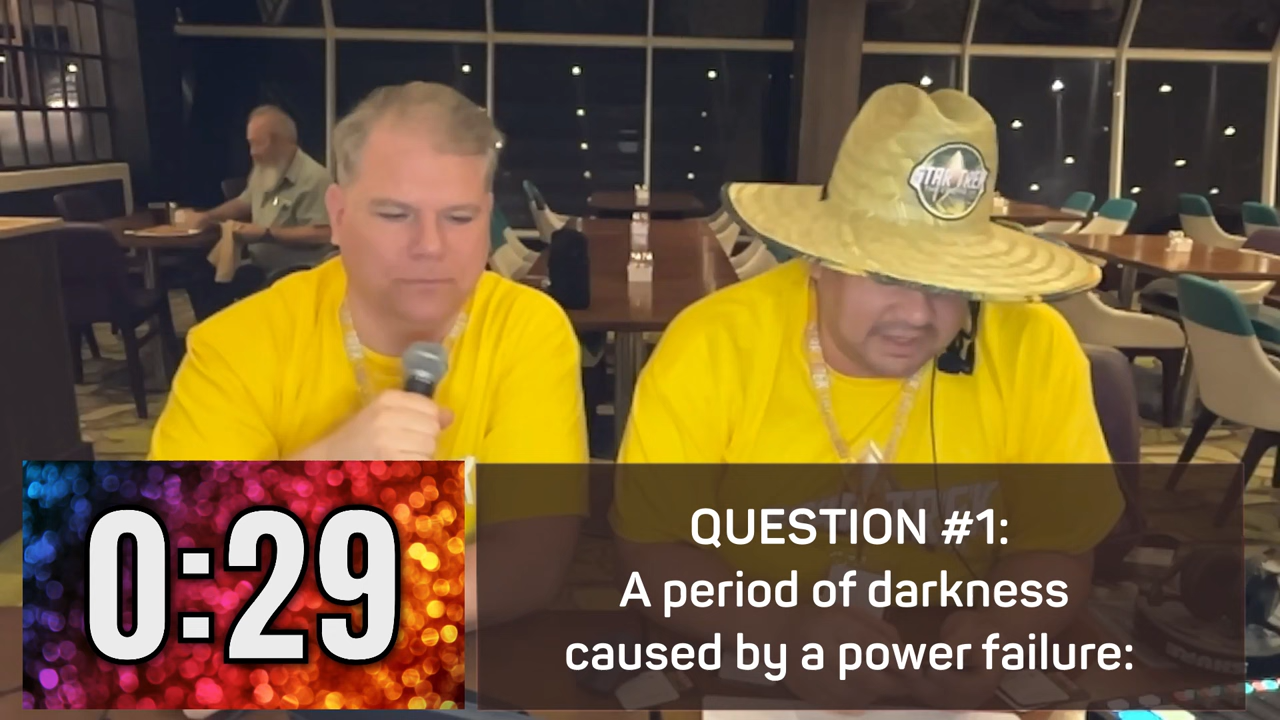 STAR TREK
0:29
QUESTION #1:
A period of darkness
caused by a power failure: